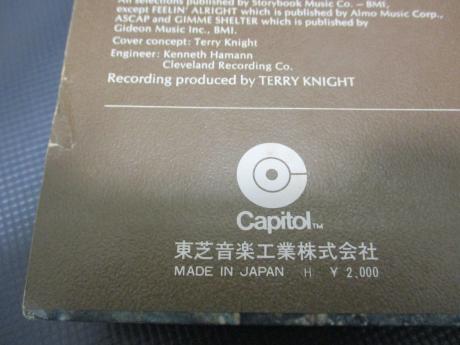 All selections published by Storybook Music Co. – BMI,
except FEELIN' ALRIGHT which is published by Almo Music Corp.,
ASCAP and GIMME SHELTER which is published by
Gideon Music Inc., BMI.
Cover concept: Terry Knight
Engineer: Kenneth Hamann
Cleveland Recording Co.
Recording produced by TERRY KNIGHT
Capitol™
東芝音楽工業株式会社
MADE IN JAPAN H ¥ 2,000